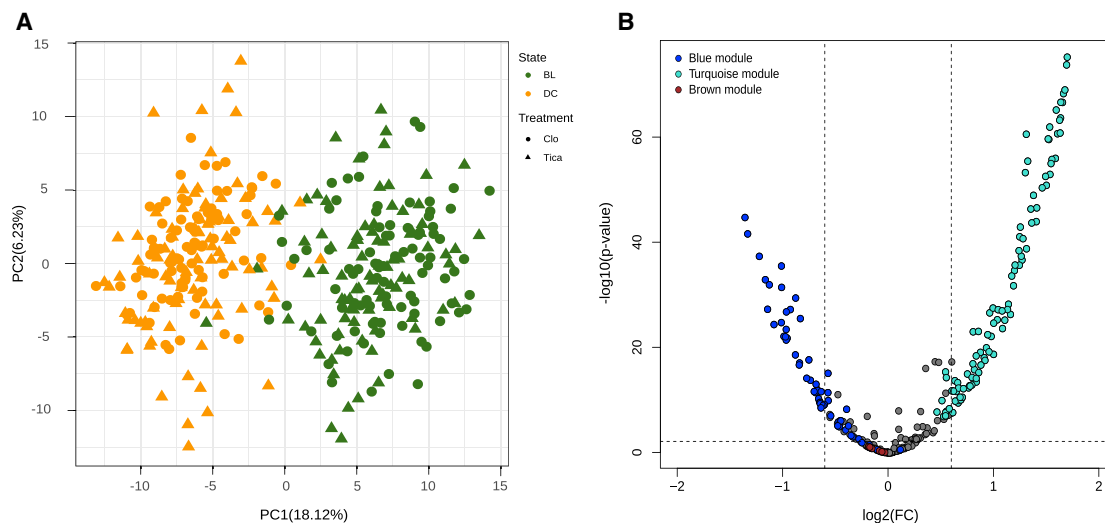 A
State
BL
DC
Treatment
Clo
Tica
15
10
5
0
-5
-10
PC2(6.23%)
-10
-5
0
5
10
15
PC1(18.12%)
B
Blue module
Turquoise module
Brown module
60
40
20
0
-log10(p-value)
−2
−1
0
1
2
log2(FC)